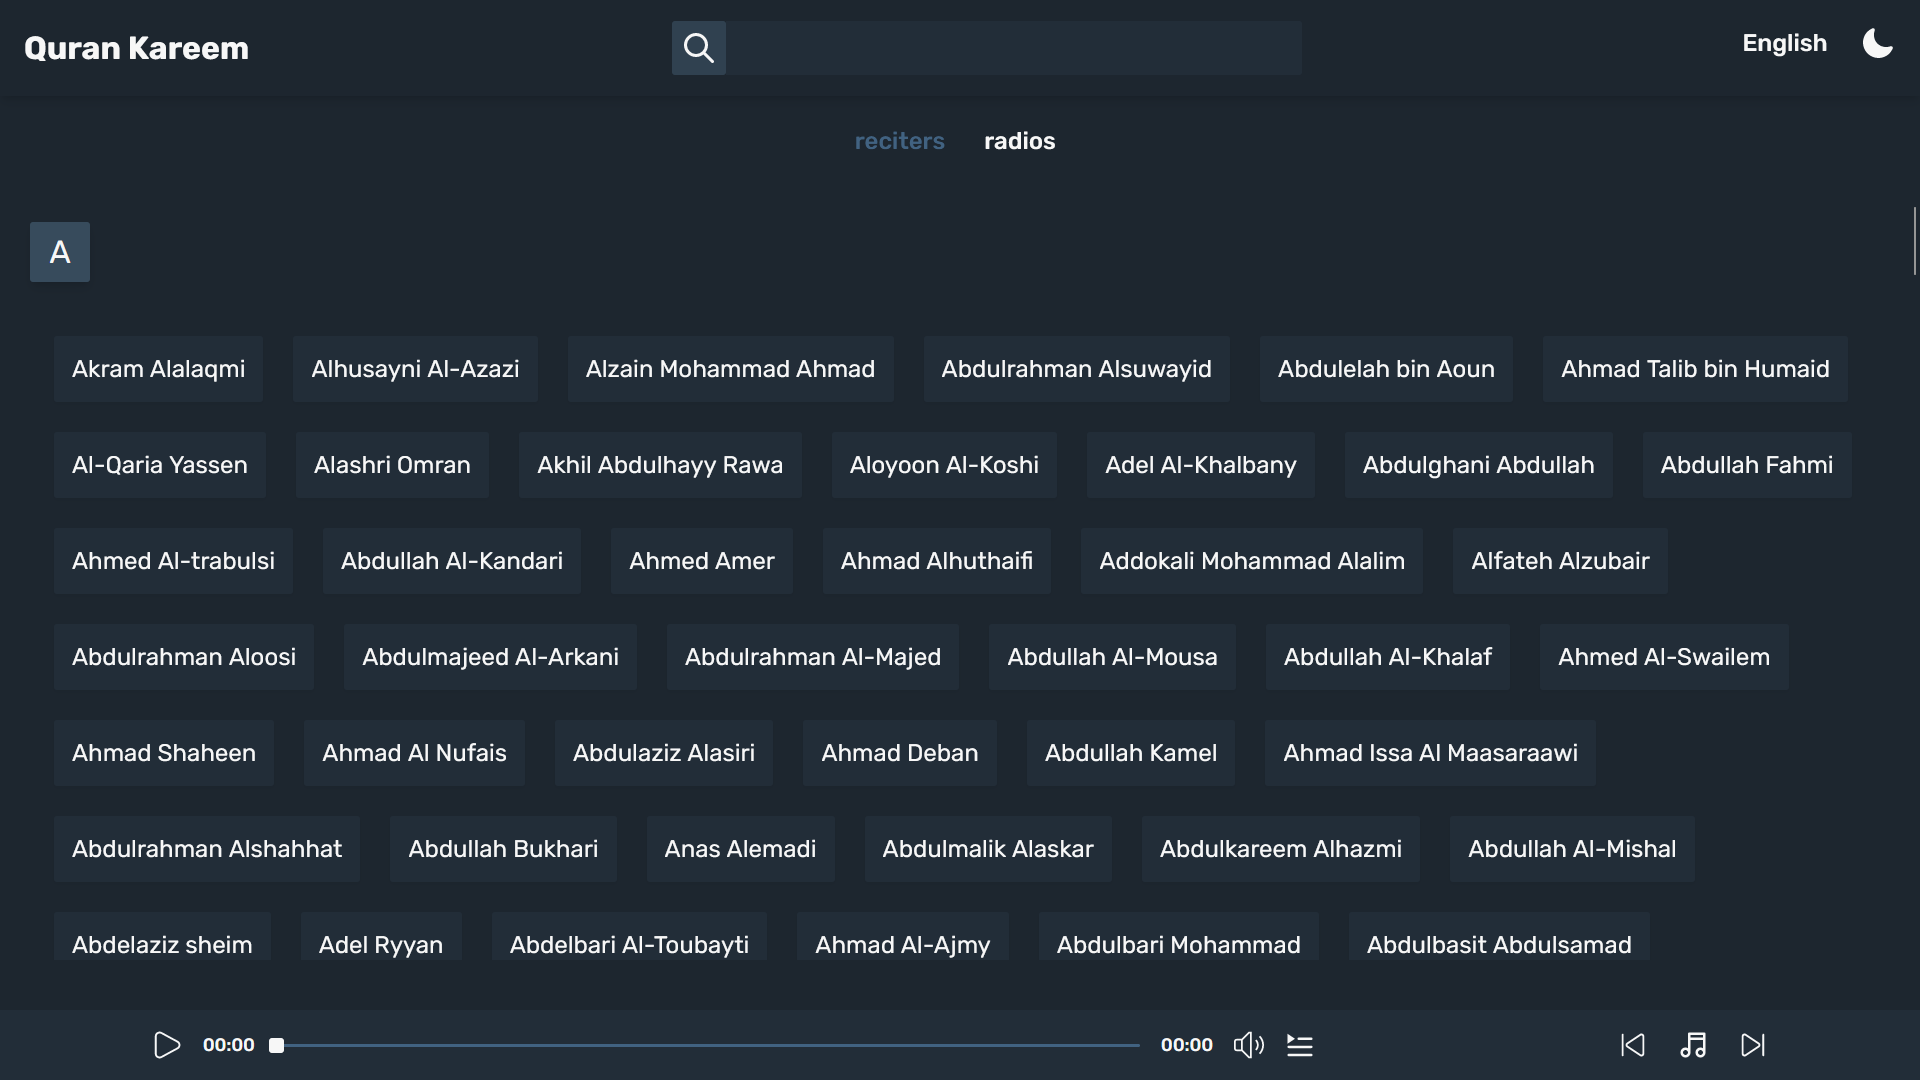 Quran Kareem
English
reciters radios
A
Akram Alalaqmi Alhusayni Al-Azazi Alzain Mohammad Ahmad Abdulrahman Alsuwayid Abdulelah bin Aoun Ahmad Talib bin Humaid
Al-Qaria Yassen Alashri Omran Akhil Abdulhayy Rawa Aloyoon Al-Koshi Adel Al-Khalbany Abdulghani Abdullah Abdullah Fahmi
Ahmed Al-trabulsi Abdullah Al-Kandari Ahmed Amer Ahmad Alhuthaifi Addokali Mohammad Alalim Alfateh Alzubair
Abdulrahman Aloosi Abdulmajeed Al-Arkani Abdulrahman Al-Majed Abdullah Al-Mousa Abdullah Al-Khalaf Ahmed Al-Swailem
Ahmad Shaheen Ahmad Al Nufais Abdulaziz Alasiri Ahmad Deban Abdullah Kamel Ahmad Issa Al Maasaraawi
Abdulrahman Alshahhat Abdullah Bukhari Anas Alemadi Abdulmalik Alaskar Abdulkareem Alhazmi Abdullah Al-Mishal
Abdelaziz sheim Adel Ryyan Abdelbari Al-Toubayti Ahmad Al-Ajmy Abdulbari Mohammad Abdulbasit Abdulsamad
00:00 00:00